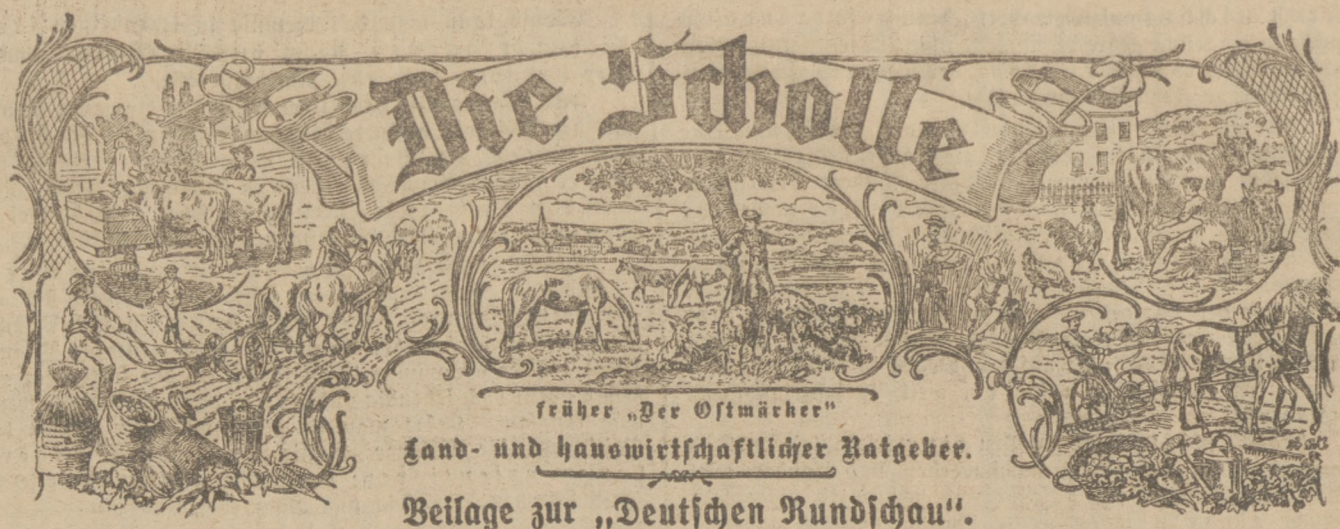 Die Scholle
früher „Der Ostmärker“
Land- und hauswirtschaftlicher Ratgeber.
Beilage zur „Deutschen Rundschau“.